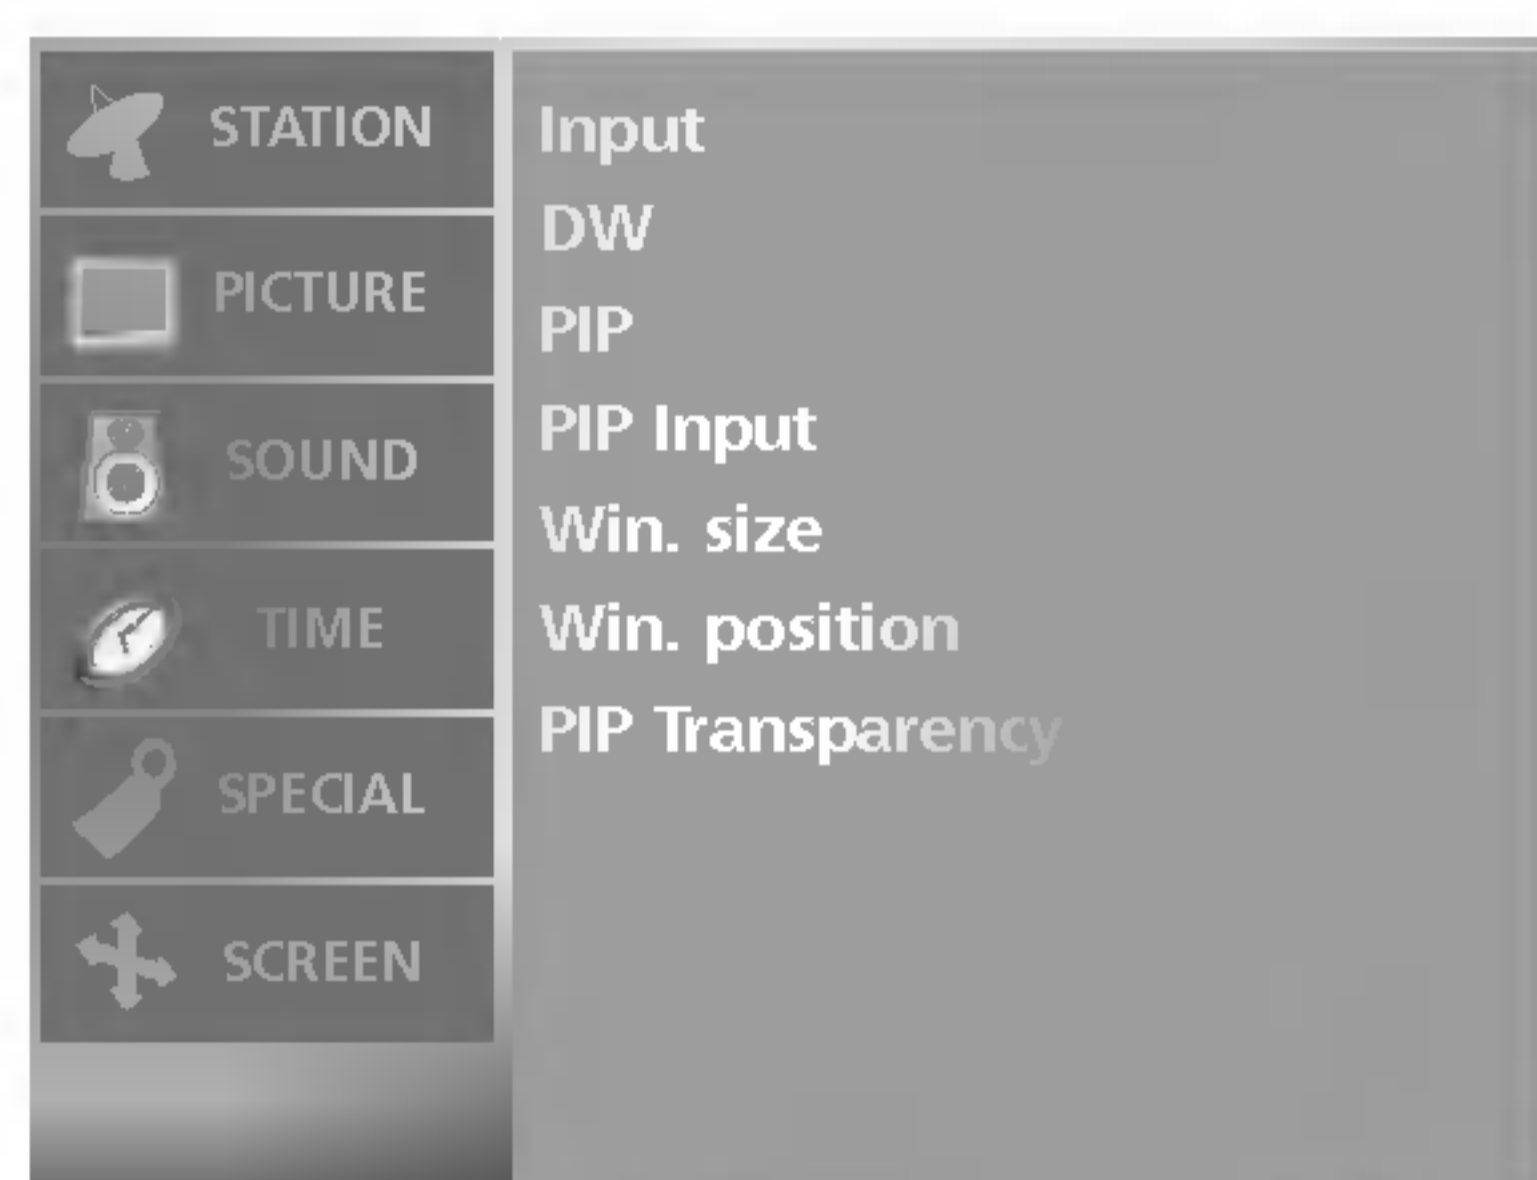 STATION
PICTURE
SOUND
TIME
SPECIAL
SCREEN
Input
DW
PIP
PIP Input
Win. size
Win. position
PIP Transparency